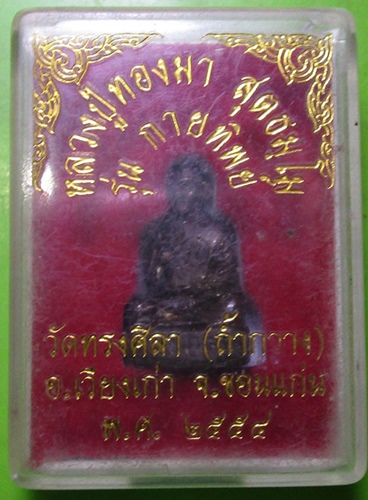 หลวงปู่ทองมา สุตธมฺโม
รุ่น กายทิพย์
วัดทรงศิลา (ถ้ำกวาง)
อ.เวียงเก่า จ.ขอนแก่น
พ.ศ. ๒๕๕๔